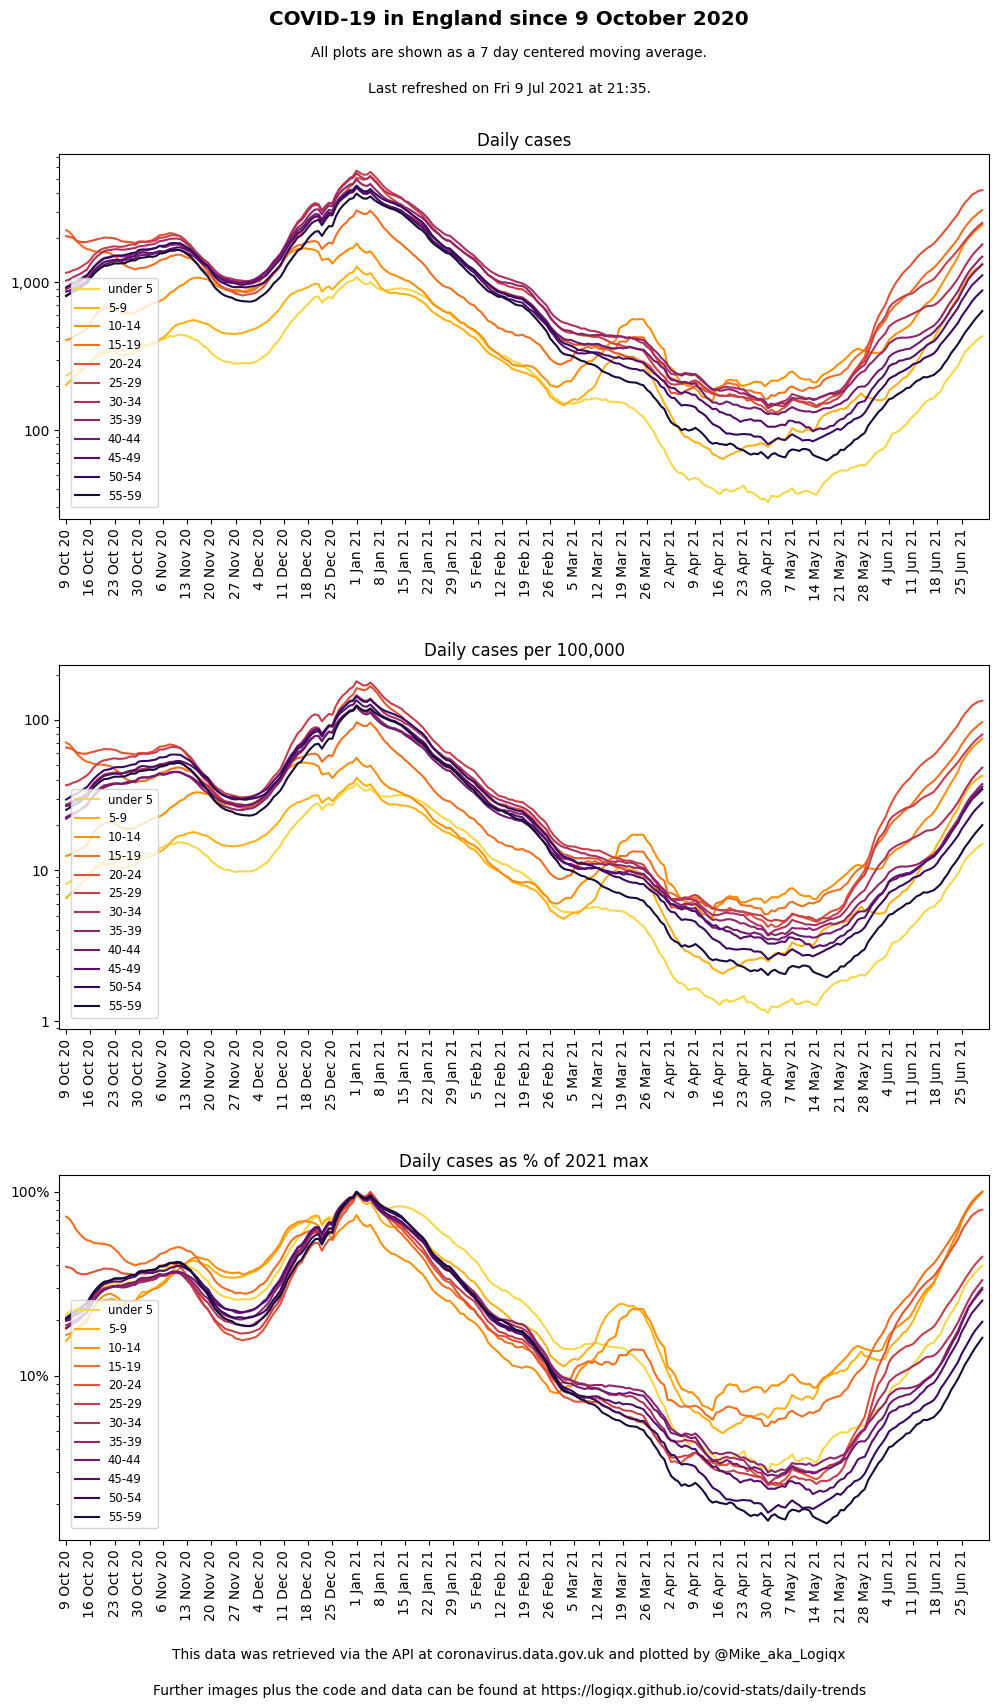 COVID-19 in England since 9 October 2020
All plots are shown as a 7 day centered moving average.
Last refreshed on Fri 9 Jul 2021 at 21:35.
Daily cases
1,000
100
under 5
5-9
10-14
15-19
20-24
25-29
30-34
35-39
40-44
45-49
50-54
55-59
9 Oct 20
16 Oct 20
23 Oct 20
30 Oct 20
6 Nov 20
13 Nov 20
20 Nov 20
27 Nov 20
4 Dec 20
11 Dec 20
18 Dec 20
25 Dec 20
1 Jan 21
8 Jan 21
15 Jan 21
22 Jan 21
29 Jan 21
5 Feb 21
12 Feb 21
19 Feb 21
26 Feb 21
5 Mar 21
12 Mar 21
19 Mar 21
26 Mar 21
2 Apr 21
9 Apr 21
16 Apr 21
23 Apr 21
30 Apr 21
7 May 21
14 May 21
21 May 21
28 May 21
4 Jun 21
11 Jun 21
18 Jun 21
25 Jun 21
Daily cases per 100,000
100
10
1
under 5
5-9
10-14
15-19
20-24
25-29
30-34
35-39
40-44
45-49
50-54
55-59
9 Oct 20
16 Oct 20
23 Oct 20
30 Oct 20
6 Nov 20
13 Nov 20
20 Nov 20
27 Nov 20
4 Dec 20
11 Dec 20
18 Dec 20
25 Dec 20
1 Jan 21
8 Jan 21
15 Jan 21
22 Jan 21
29 Jan 21
5 Feb 21
12 Feb 21
19 Feb 21
26 Feb 21
5 Mar 21
12 Mar 21
19 Mar 21
26 Mar 21
2 Apr 21
9 Apr 21
16 Apr 21
23 Apr 21
30 Apr 21
7 May 21
14 May 21
21 May 21
28 May 21
4 Jun 21
11 Jun 21
18 Jun 21
25 Jun 21
Daily cases as % of 2021 max
100%
10%
under 5
5-9
10-14
15-19
20-24
25-29
30-34
35-39
40-44
45-49
50-54
55-59
9 Oct 20
16 Oct 20
23 Oct 20
30 Oct 20
6 Nov 20
13 Nov 20
20 Nov 20
27 Nov 20
4 Dec 20
11 Dec 20
18 Dec 20
25 Dec 20
1 Jan 21
8 Jan 21
15 Jan 21
22 Jan 21
29 Jan 21
5 Feb 21
12 Feb 21
19 Feb 21
26 Feb 21
5 Mar 21
12 Mar 21
19 Mar 21
26 Mar 21
2 Apr 21
9 Apr 21
16 Apr 21
23 Apr 21
30 Apr 21
7 May 21
14 May 21
21 May 21
28 May 21
4 Jun 21
11 Jun 21
18 Jun 21
25 Jun 21
This data was retrieved via the API at coronavirus.data.gov.uk and plotted by @Mike_aka_Logiqx
Further images plus the code and data can be found at https://logiqx.github.io/covid-stats/daily-trends